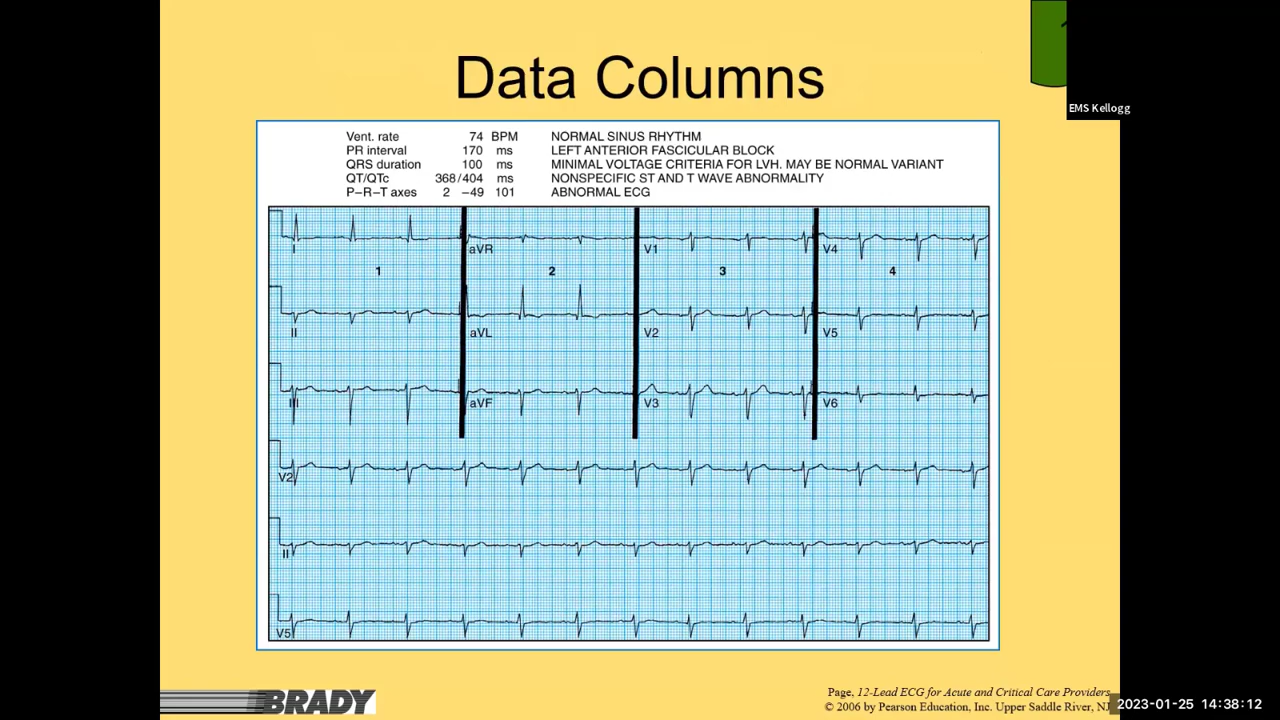 Data Columns
EMS Kellogg
Vent. rate 74 BPM NORMAL SINUS RHYTHM
PR interval 170 ms LEFT ANTERIOR FASCICULAR BLOCK
QRS duration 100 ms MINIMAL VOLTAGE CRITERIA FOR LVH. MAY BE NORMAL VARIANT
QT/QTc 368/404 ms NONSPECIFIC ST AND T WAVE ABNORMALITY
P–R–T axes 2 –49 101 ABNORMAL ECG
I aVR V1 V4
1 2 3 4
II aVL V2 V5
III aVF V3 V6
V2
II
V5
BRADY
Page, 12-Lead ECG for Acute and Critical Care Providers
© 2006 by Pearson Education, Inc. Upper Saddle River, NJ
2023-01-25 14:38:12